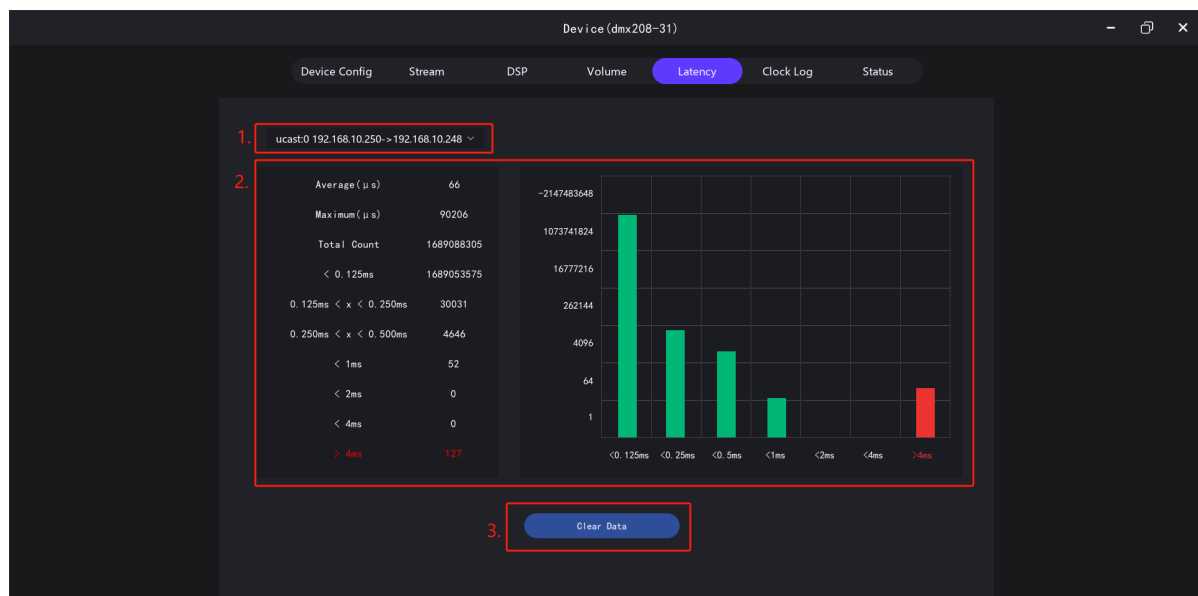 Device(dmx208-31)
Device Config Stream DSP Volume Latency Clock Log Status
1. ucast:0 192.168.10.250->192.168.10.248
2.
Average(μs) 66
Maximum(μs) 90206
Total Count 1689088305
< 0.125ms 1689053575
0.125ms < x < 0.250ms 30031
0.250ms < x < 0.500ms 4646
< 1ms 52
< 2ms 0
< 4ms 0
> 4ms 127
-2147483648
1073741824
16777216
262144
4096
64
1
<0.125ms <0.25ms <0.5ms <1ms <2ms <4ms >4ms
3. Clear Data